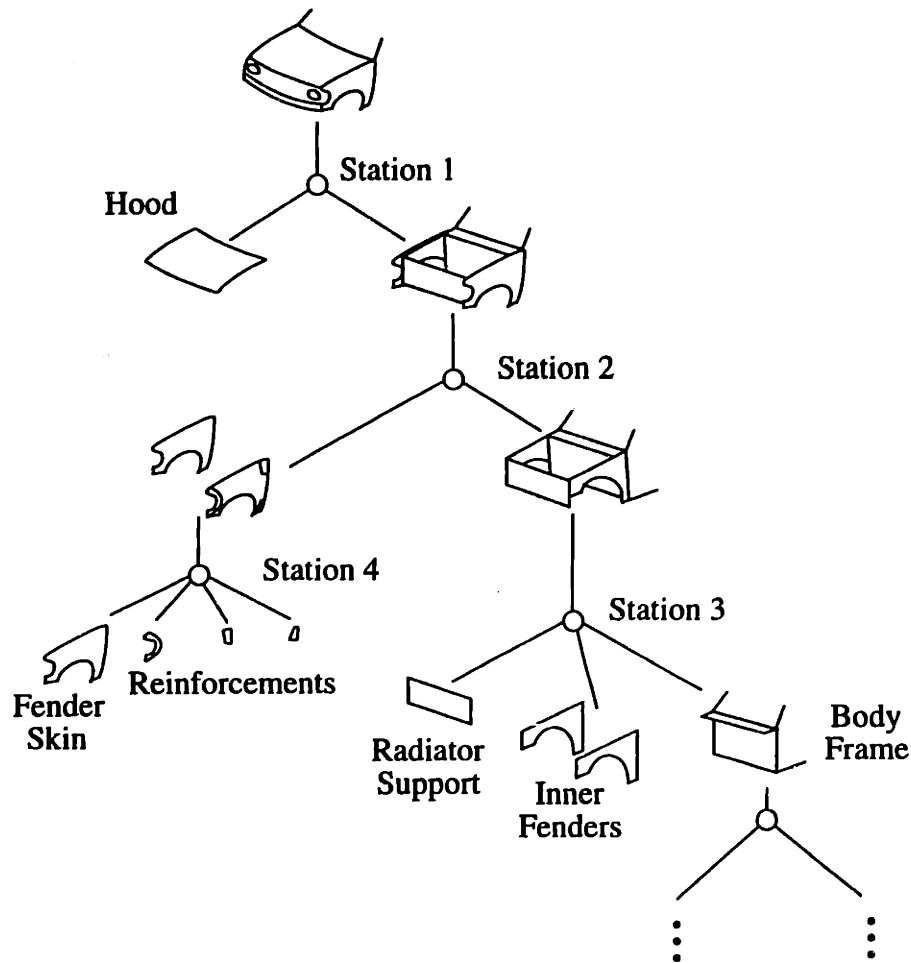 Station 1
Hood
Station 2
Station 4
Station 3
Reinforcements
Fender
Skin
Radiator
Support
Inner
Fenders
Body
Frame